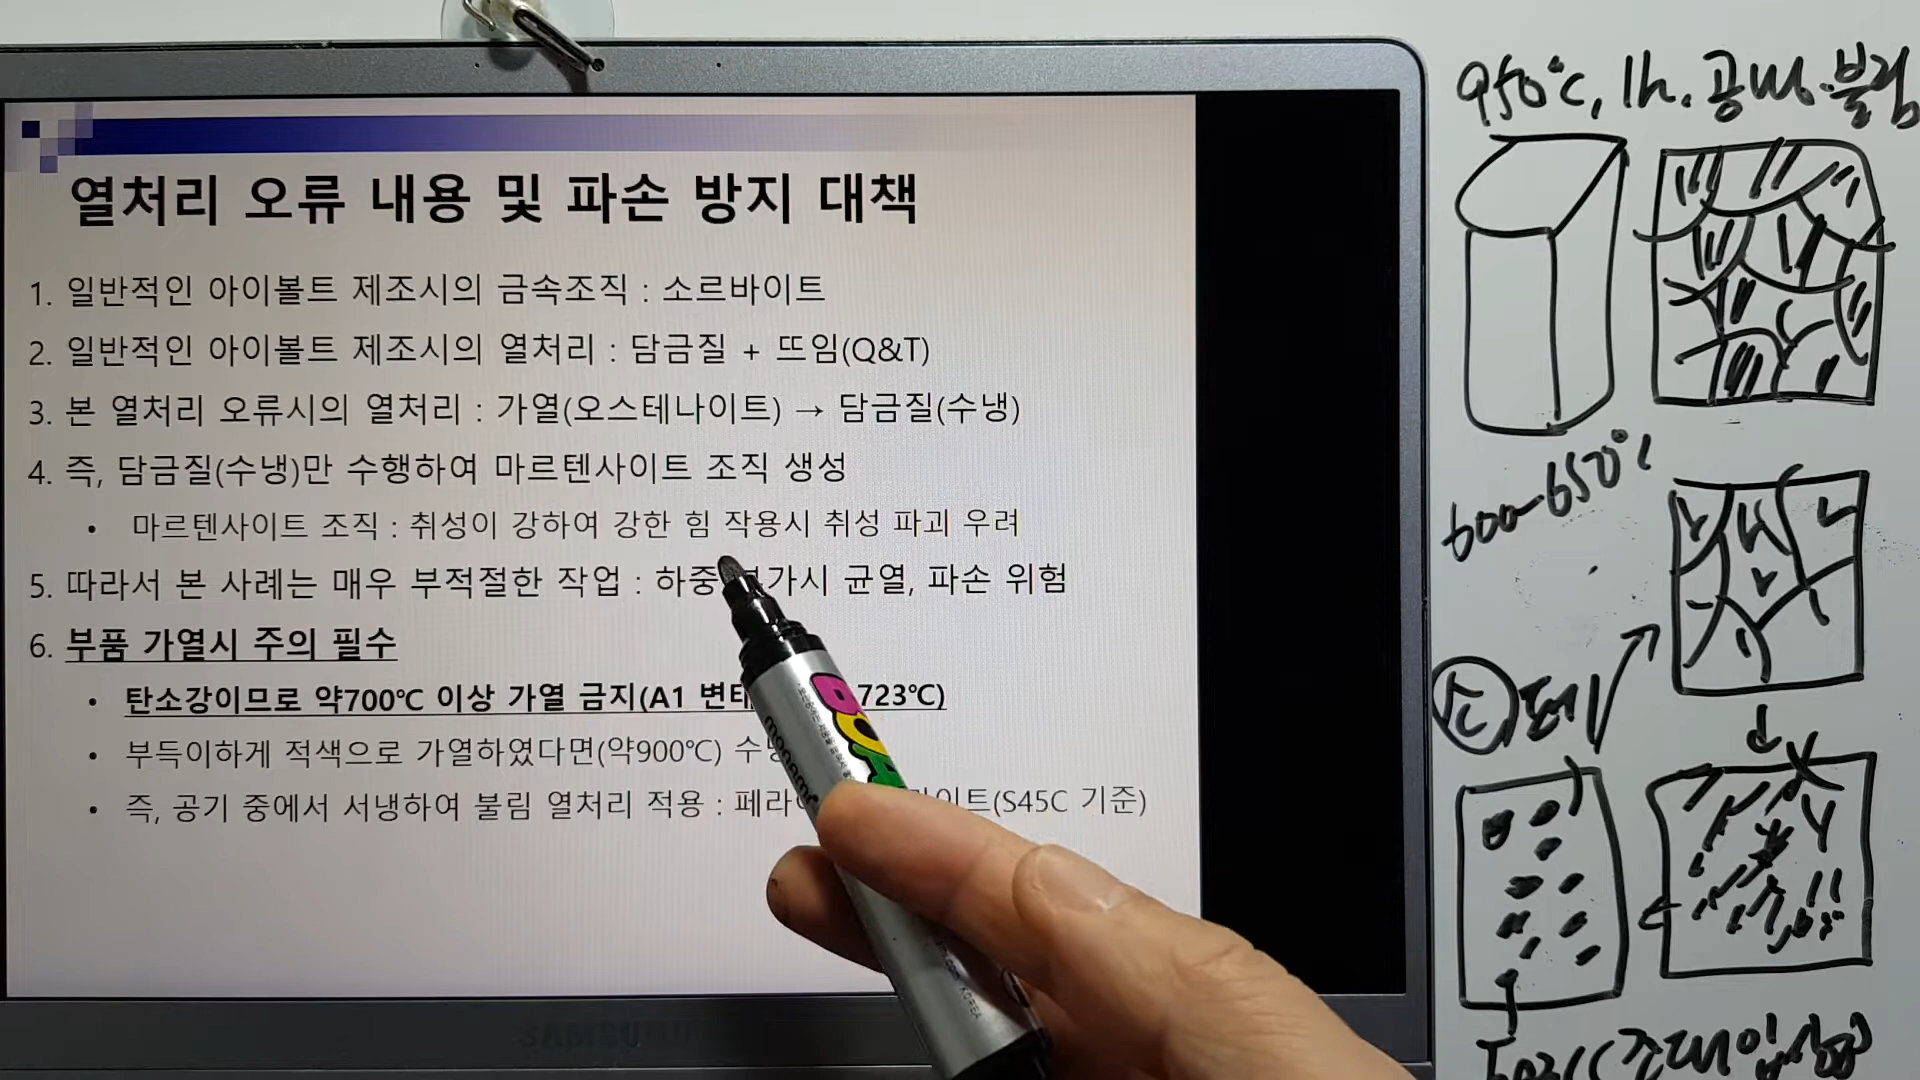 열처리 오류 내용 및 파손 방지 대책
1. 일반적인 아이볼트 제조시의 금속조직 : 소르바이트
2. 일반적인 아이볼트 제조시의 열처리 : 담금질 + 뜨임(Q&T)
3. 본 열처리 오류시의 열처리 : 가열(오스테나이트) → 담금질(수냉)
4. 즉, 담금질(수냉)만 수행하여 마르텐사이트 조직 생성
• 마르텐사이트 조직 : 취성이 강하여 강한 힘 작용시 취성 파괴 우려
5. 따라서 본 사례는 매우 부적절한 작업 : 하중 가시 균열, 파손 위험
6. 부품 가열시 주의 필수
• 탄소강이므로 약700℃ 이상 가열 금지(A1 변태 723℃)
• 부득이하게 적색으로 가열하였다면(약900℃) 수
• 즉, 공기 중에서 서냉하여 불림 열처리 적용 : 페라 이트(S45C 기준)
SAMSUNG
monami
KOREA
950℃, 1h, 공냉, 불림
600~650℃